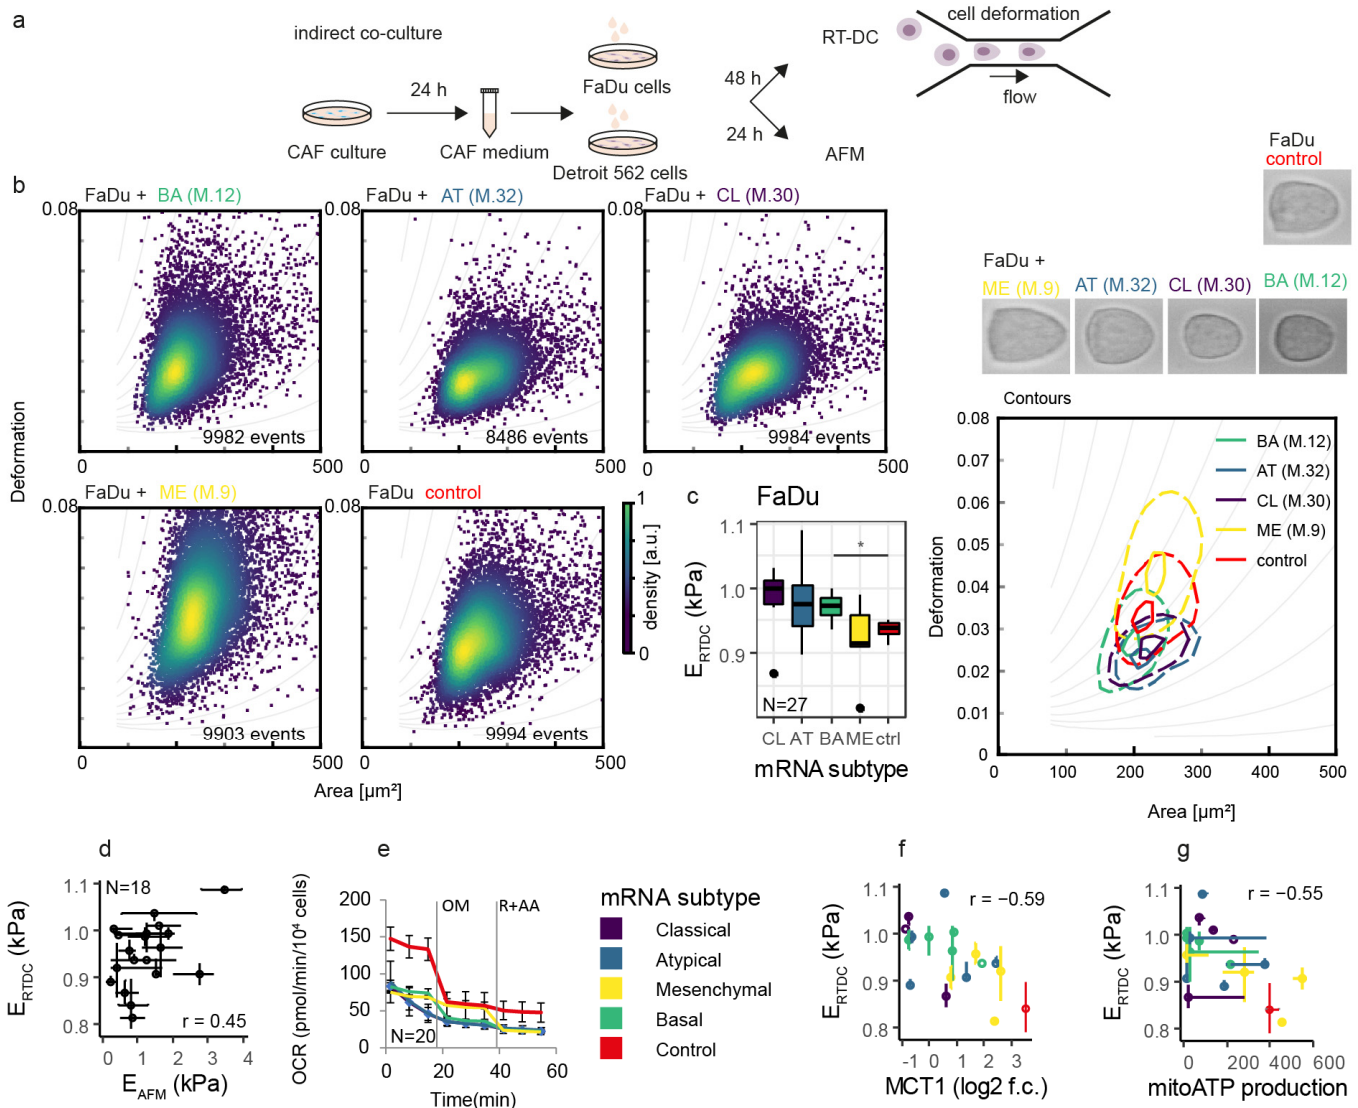 a
indirect co-culture
24 h
CAF culture
CAF medium
FaDu cells
Detroit 562 cells
48 h
24 h
RT-DC
AFM
cell deformation
flow
b
FaDu + BA (M.12)
FaDu + AT (M.32)
FaDu + CL (M.30)
0.08
0.08
0.08
9982 events
8486 events
9984 events
0
500
0
500
0
500
FaDu + ME (M.9)
FaDu control
0.08
0.08
9903 events
9994 events
0
500
0
500
Deformation
Area [µm²]
1
density [a.u.]
0
FaDu
control
FaDu +
ME (M.9)
AT (M.32)
CL (M.30)
BA (M.12)
Contours
0.08
0.07
0.06
0.05
0.04
0.03
0.02
0.01
0
Deformation
BA (M.12)
AT (M.32)
CL (M.30)
ME (M.9)
control
0
100
200
300
400
500
Area [µm²]
c
FaDu
1.1
1.0
0.9
E RTDC (kPa)
*
N=27
CL AT BA ME ctrl
mRNA subtype
d
N=18
1.1
1.0
0.9
0.8
E RTDC (kPa)
r = 0.45
0 1 2 3 4
E AFM (kPa)
e
200
150
100
50
0
OCR (pmol/min/10⁴ cells)
OM
R+AA
N=20
0 20 40 60
Time(min)
mRNA subtype
Classical
Atypical
Mesenchymal
Basal
Control
f
1.1
1.0
0.9
0.8
E RTDC (kPa)
r = −0.59
-1 0 1 2 3
MCT1 (log2 f.c.)
g
1.1
1.0
0.9
0.8
E RTDC (kPa)
r = −0.55
0 200 400 600
mitoATP production